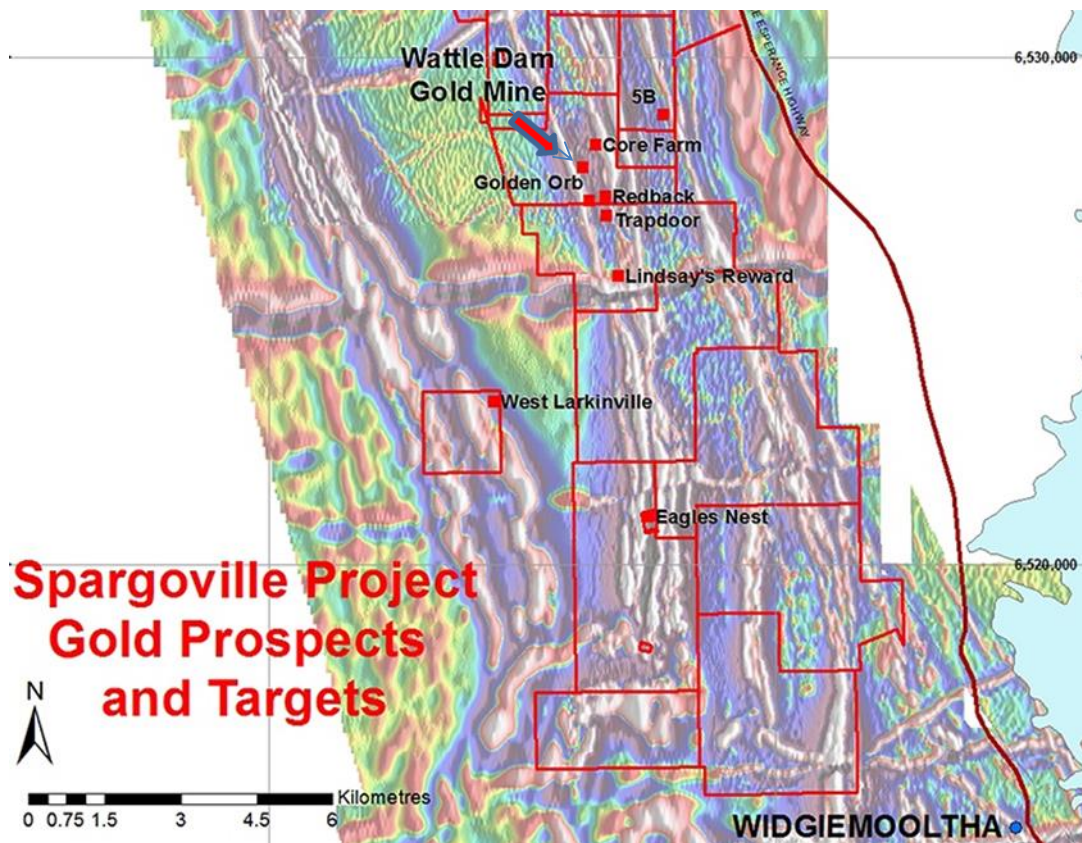 Wattle Dam
Gold Mine
6,530,000
E ESPERANCE HIGHWAY
5B
Core Farm
Golden Orb
Redback
Trapdoor
Lindsay's Reward
West Larkinville
Eagles Nest
6,520,000
Spargoville Project
Gold Prospects
and Targets
N
Kilometres
0 0.75 1.5 3 4.5 6
WIDGIEMOOLTHA